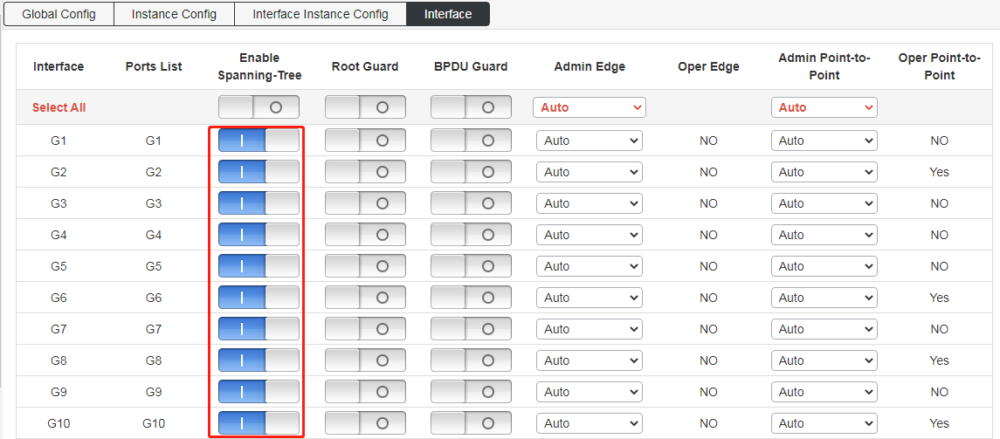 Global Config Instance Config Interface Instance Config Interface
Interface Ports List Enable Spanning-Tree Root Guard BPDU Guard Admin Edge Oper Edge Admin Point-to-Point Oper Point-to-Point
Select All Auto Auto
G1 G1 Auto NO Auto NO
G2 G2 Auto NO Auto Yes
G3 G3 Auto NO Auto NO
G4 G4 Auto NO Auto NO
G5 G5 Auto NO Auto NO
G6 G6 Auto NO Auto Yes
G7 G7 Auto NO Auto NO
G8 G8 Auto NO Auto Yes
G9 G9 Auto NO Auto NO
G10 G10 Auto NO Auto Yes